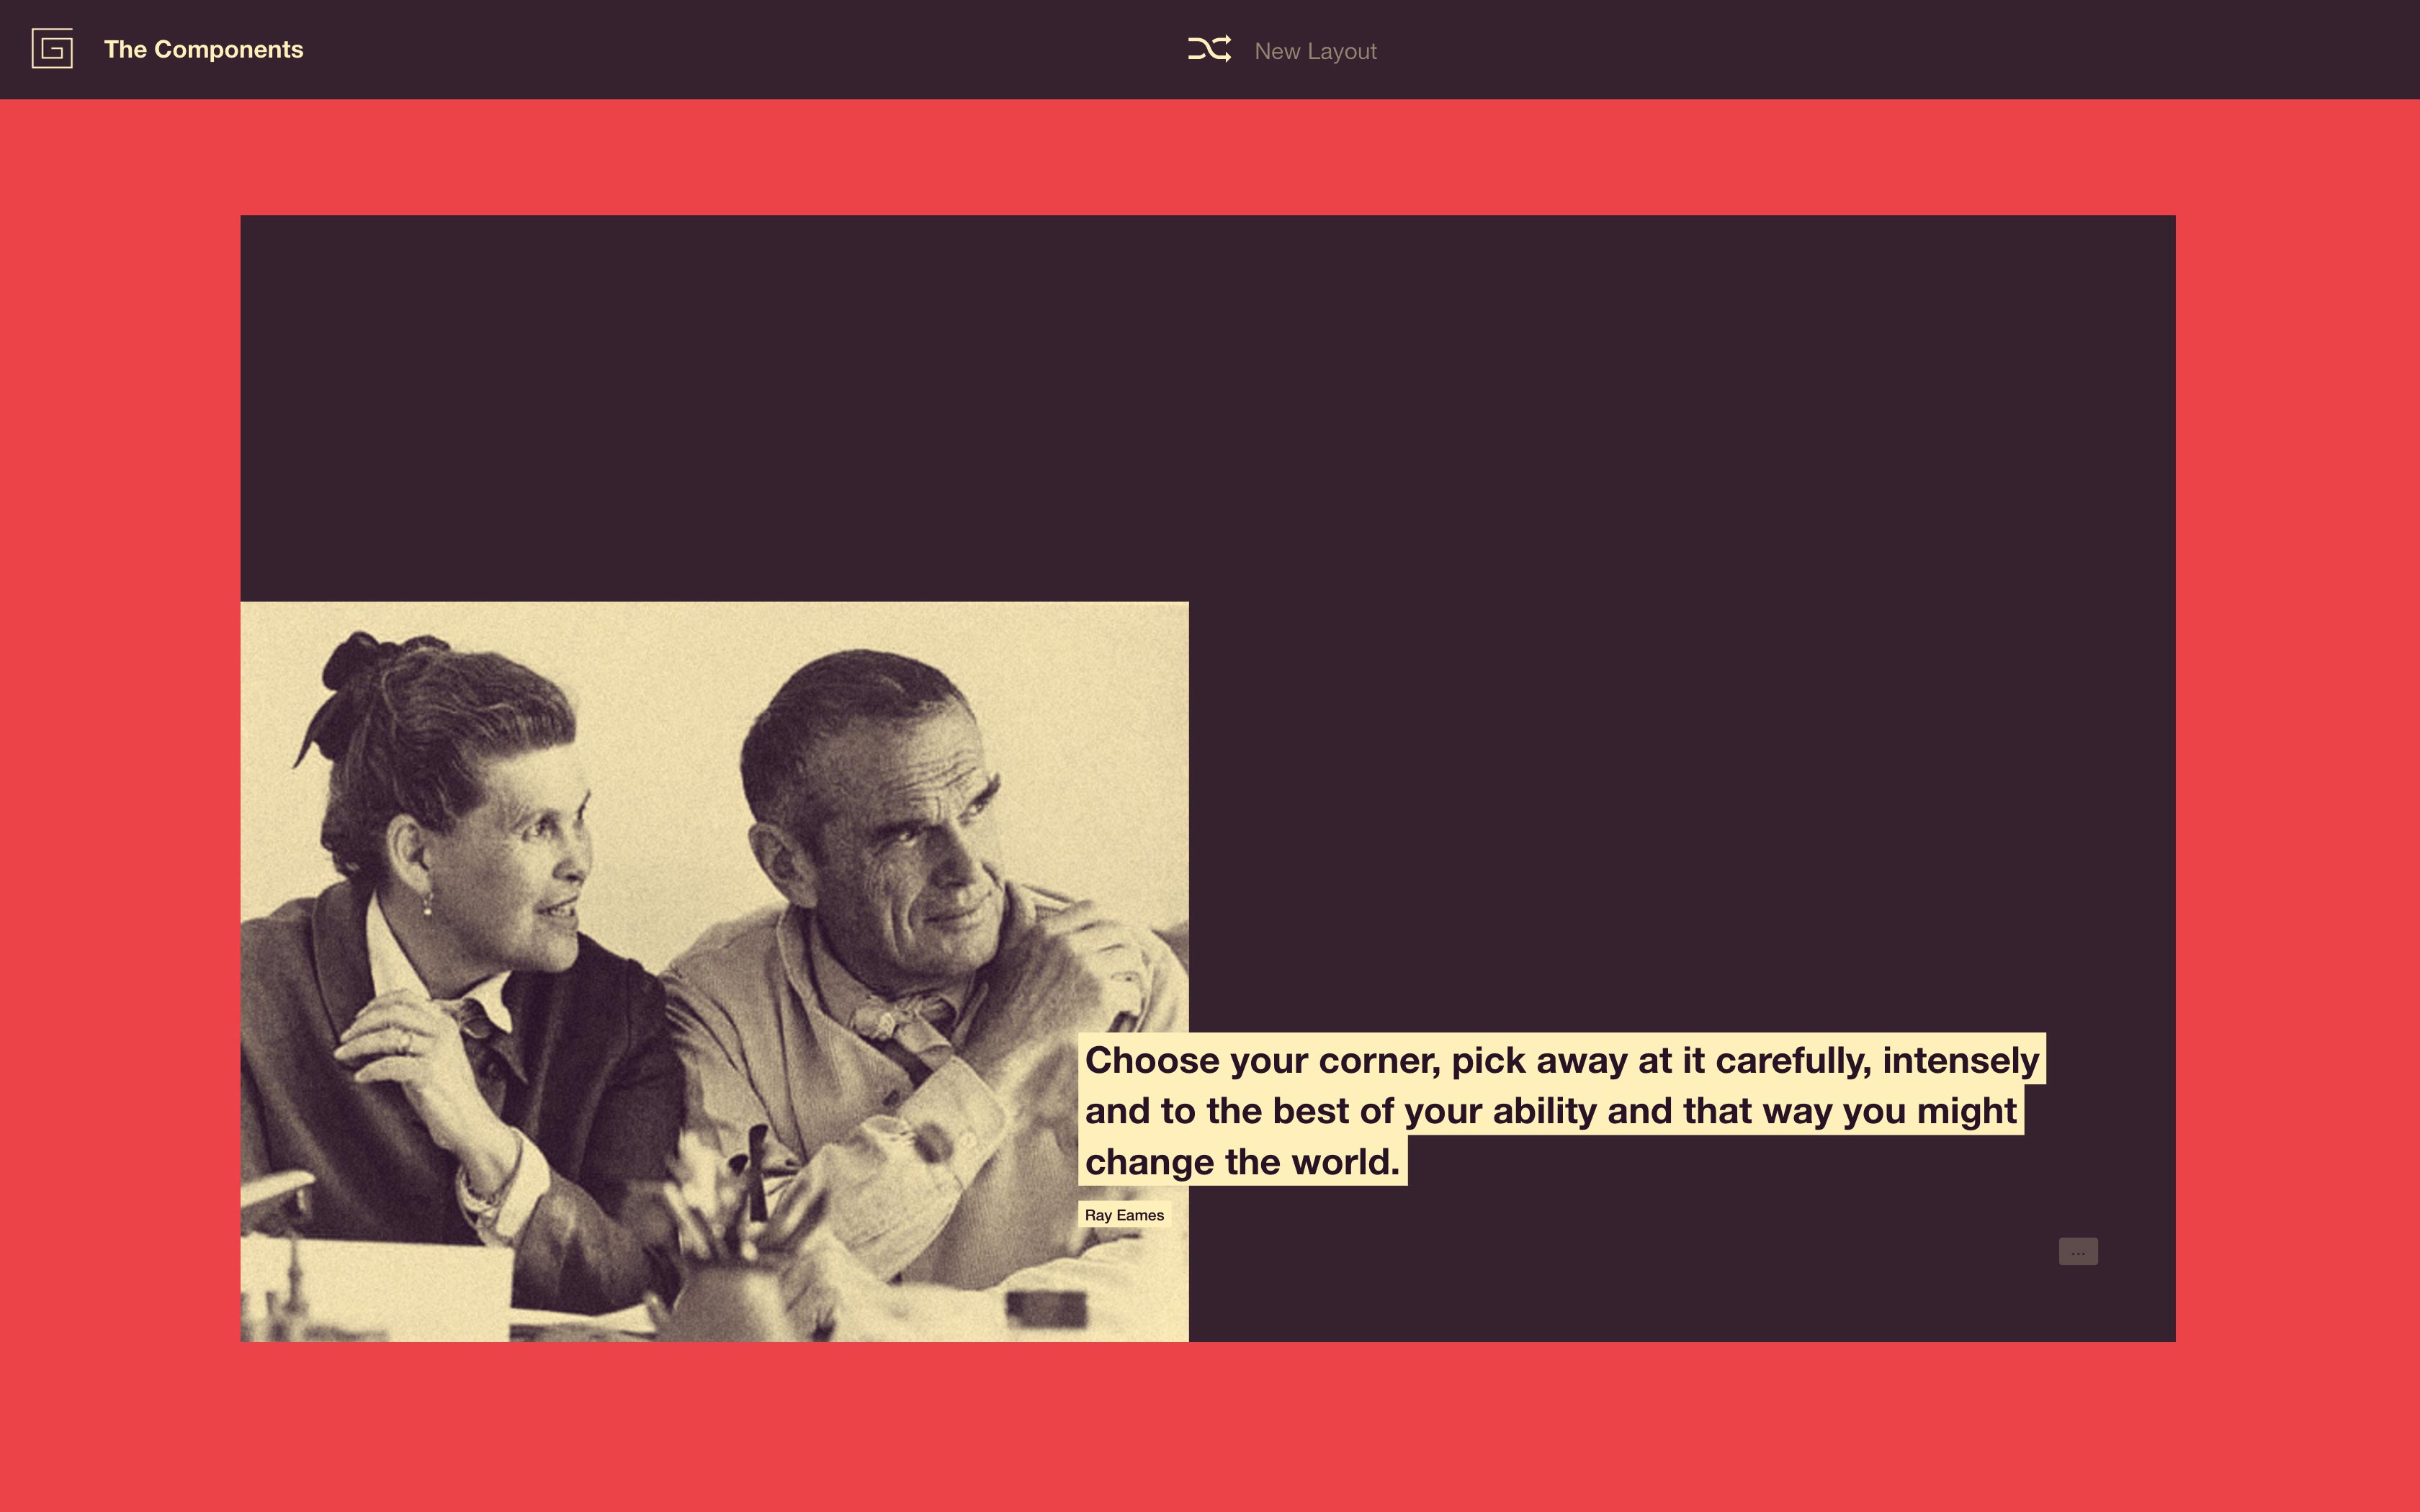 The Components
New Layout
Choose your corner, pick away at it carefully, intensely
and to the best of your ability and that way you might
change the world.
Ray Eames
...